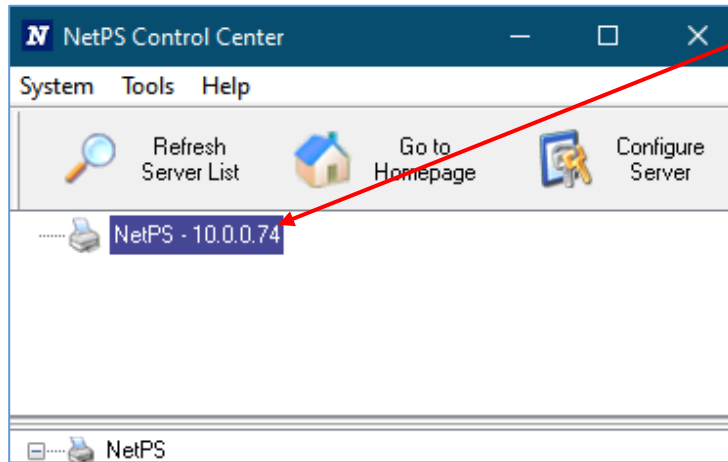 NetPS Control Center
System Tools Help
Refresh
Server List
Go to
Homepage
Configure
Server
NetPS - 10.0.0.74
NetPS